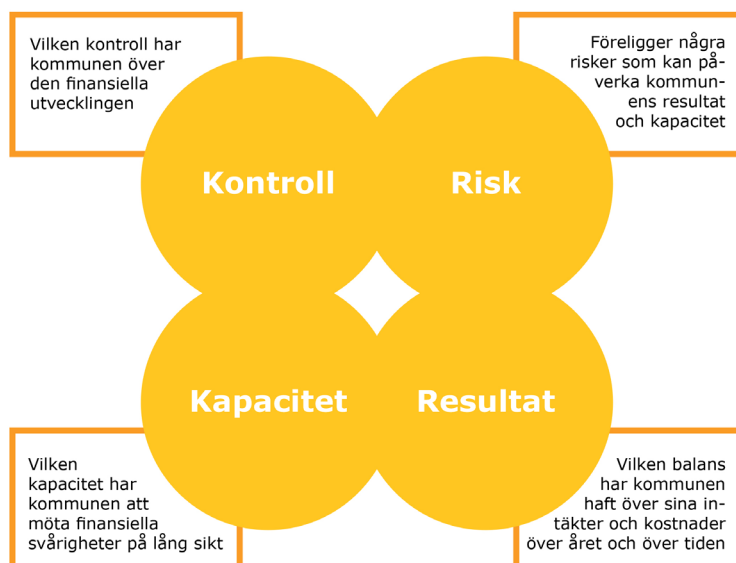 Vilken kontroll har
kommunen över
den finansiella
utvecklingen
Föreligger några
risker som kan på-
verka kommun-
ens resultat
och kapacitet
Kontroll
Risk
Kapacitet
Resultat
Vilken
kapacitet har
kommunen att
möta finansiella
svårigheter på lång sikt
Vilken balans
har kommunen
haft över sina in-
täkter och kostnader
över året och över tiden